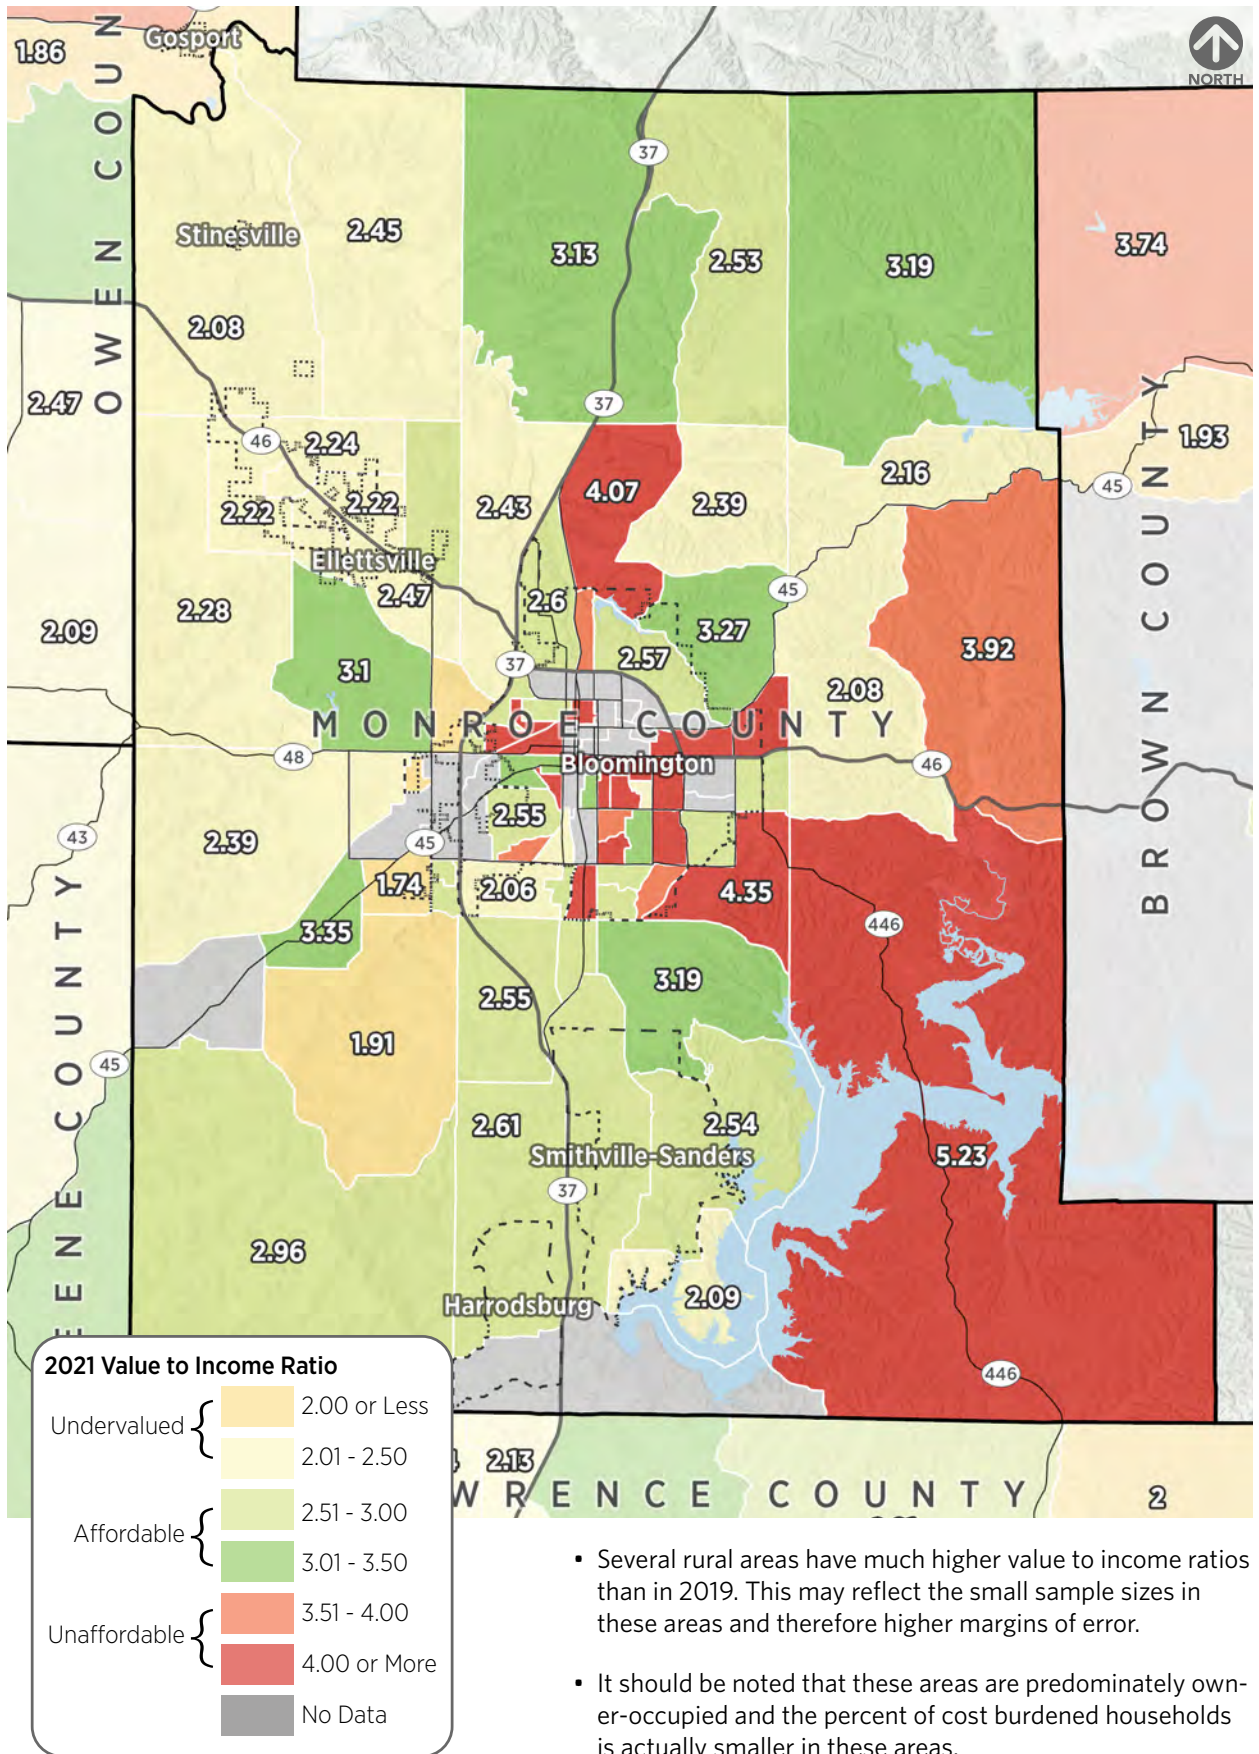 Gosport
1.86
NORTH
OWEN COUN
37
Stinesville
2.45
3.13
2.53
3.19
3.74
2.08
2.47
37
46
2.24
1.93
2.16
45
2.22
2.22
2.43
4.07
2.39
Ellettsville
2.47
2.28
2.6
45
2.09
3.27
3.92
3.1
37
2.57
2.08
MONROE COUNTY
BROWN COUNTY
48
Bloomington
46
43
2.39
2.55
45
1.74
2.06
4.35
446
3.35
3.19
2.55
1.91
45
2.61
2.54
Smithville-Sanders
5.23
37
2.96
2.09
Harrodsburg
EENE COUNTY
446
2.13
WRENCE COUNTY
2
2021 Value to Income Ratio
Undervalued
2.00 or Less
2.01 - 2.50
Affordable
2.51 - 3.00
3.01 - 3.50
Unaffordable
3.51 - 4.00
4.00 or More
No Data
• Several rural areas have much higher value to income ratios
than in 2019. This may reflect the small sample sizes in
these areas and therefore higher margins of error.
• It should be noted that these areas are predominately own-
er-occupied and the percent of cost burdened households
is actually smaller in these areas.